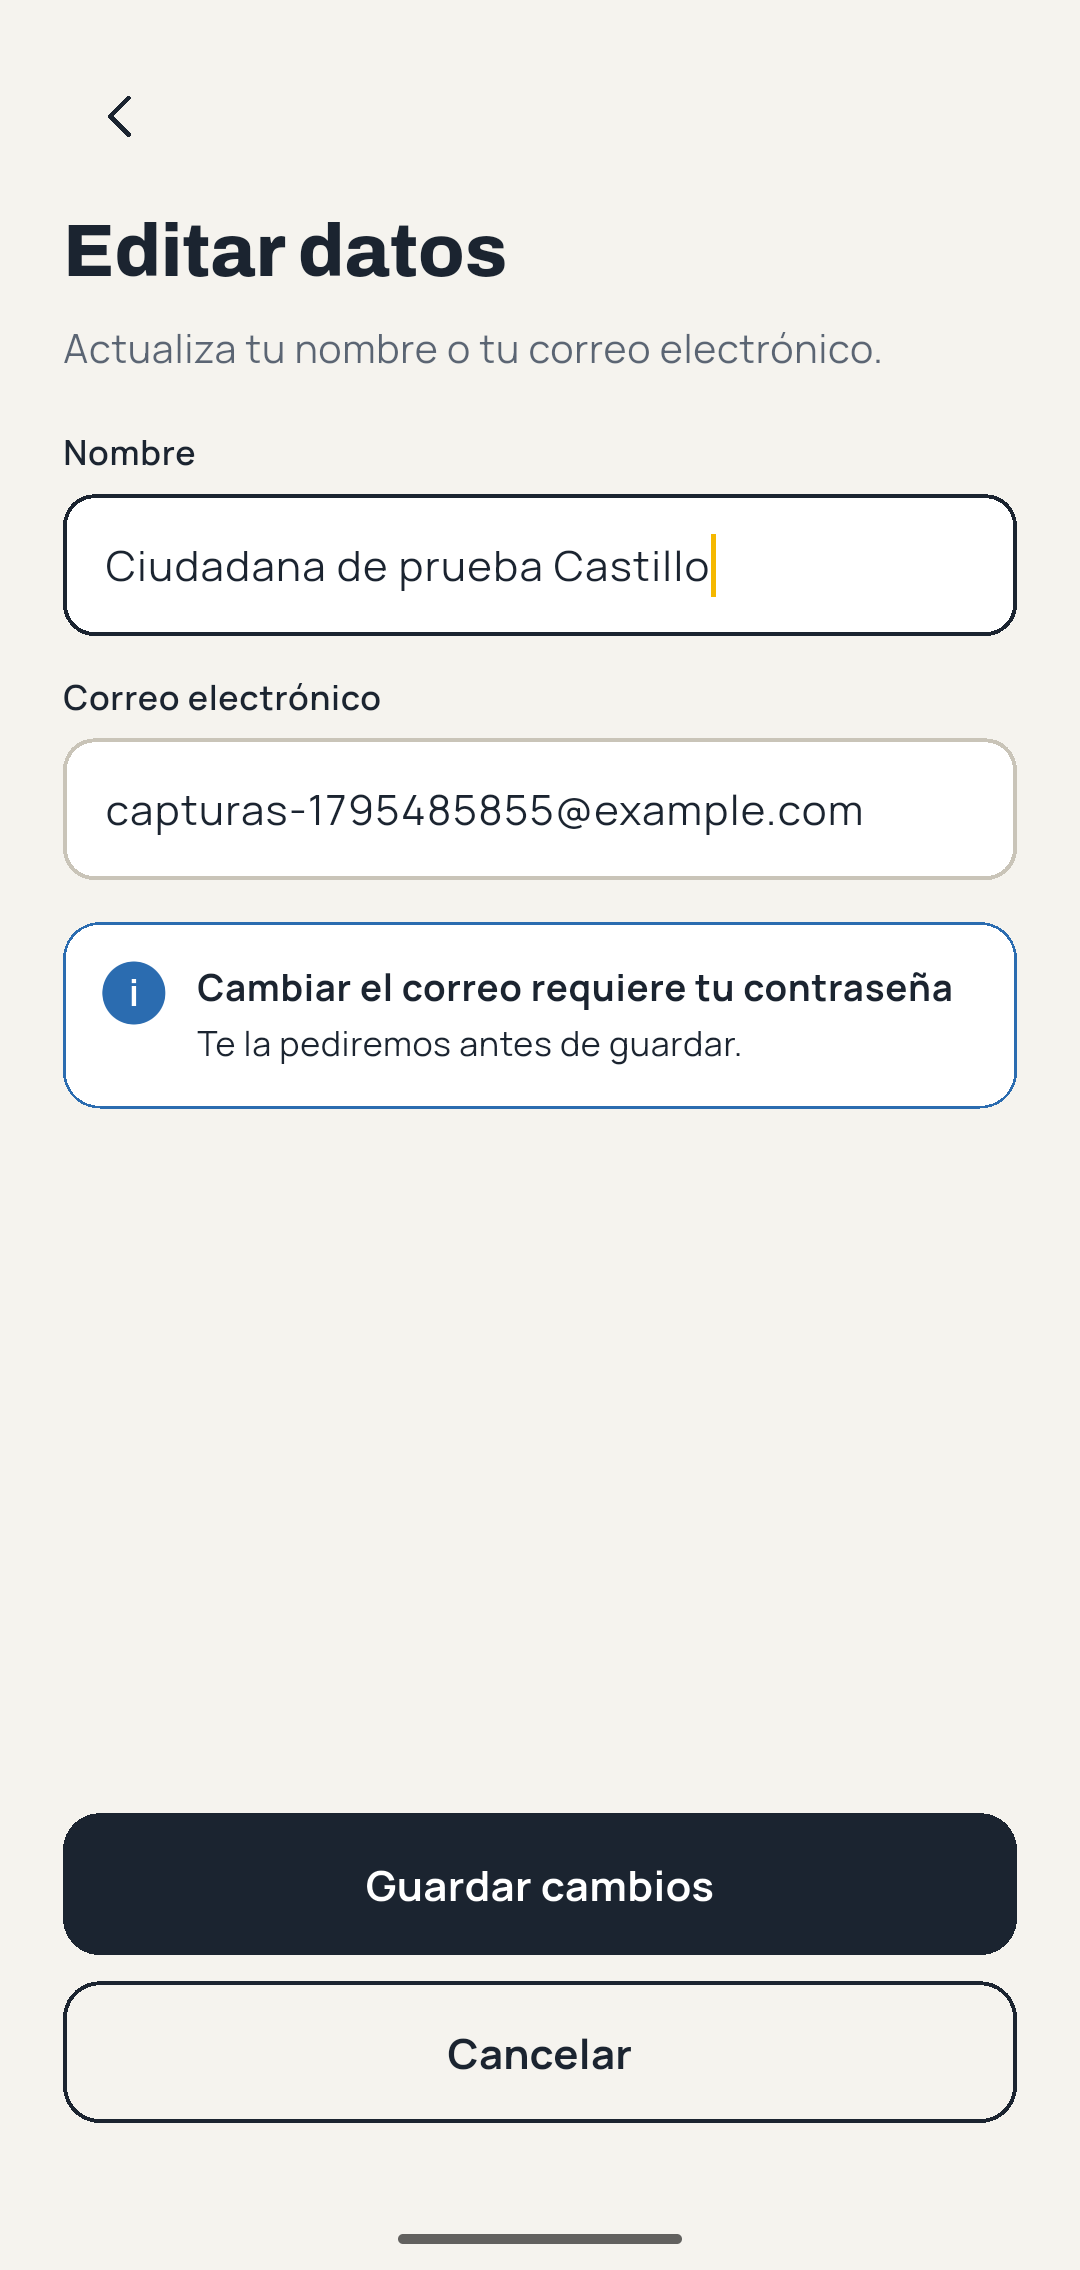 Editar datos
Actualiza tu nombre o tu correo electrónico.
Nombre
Ciudadana de prueba Castillo
Correo electrónico
capturas-1795485855@example.com
i
Cambiar el correo requiere tu contraseña
Te la pediremos antes de guardar.
Guardar cambios
Cancelar